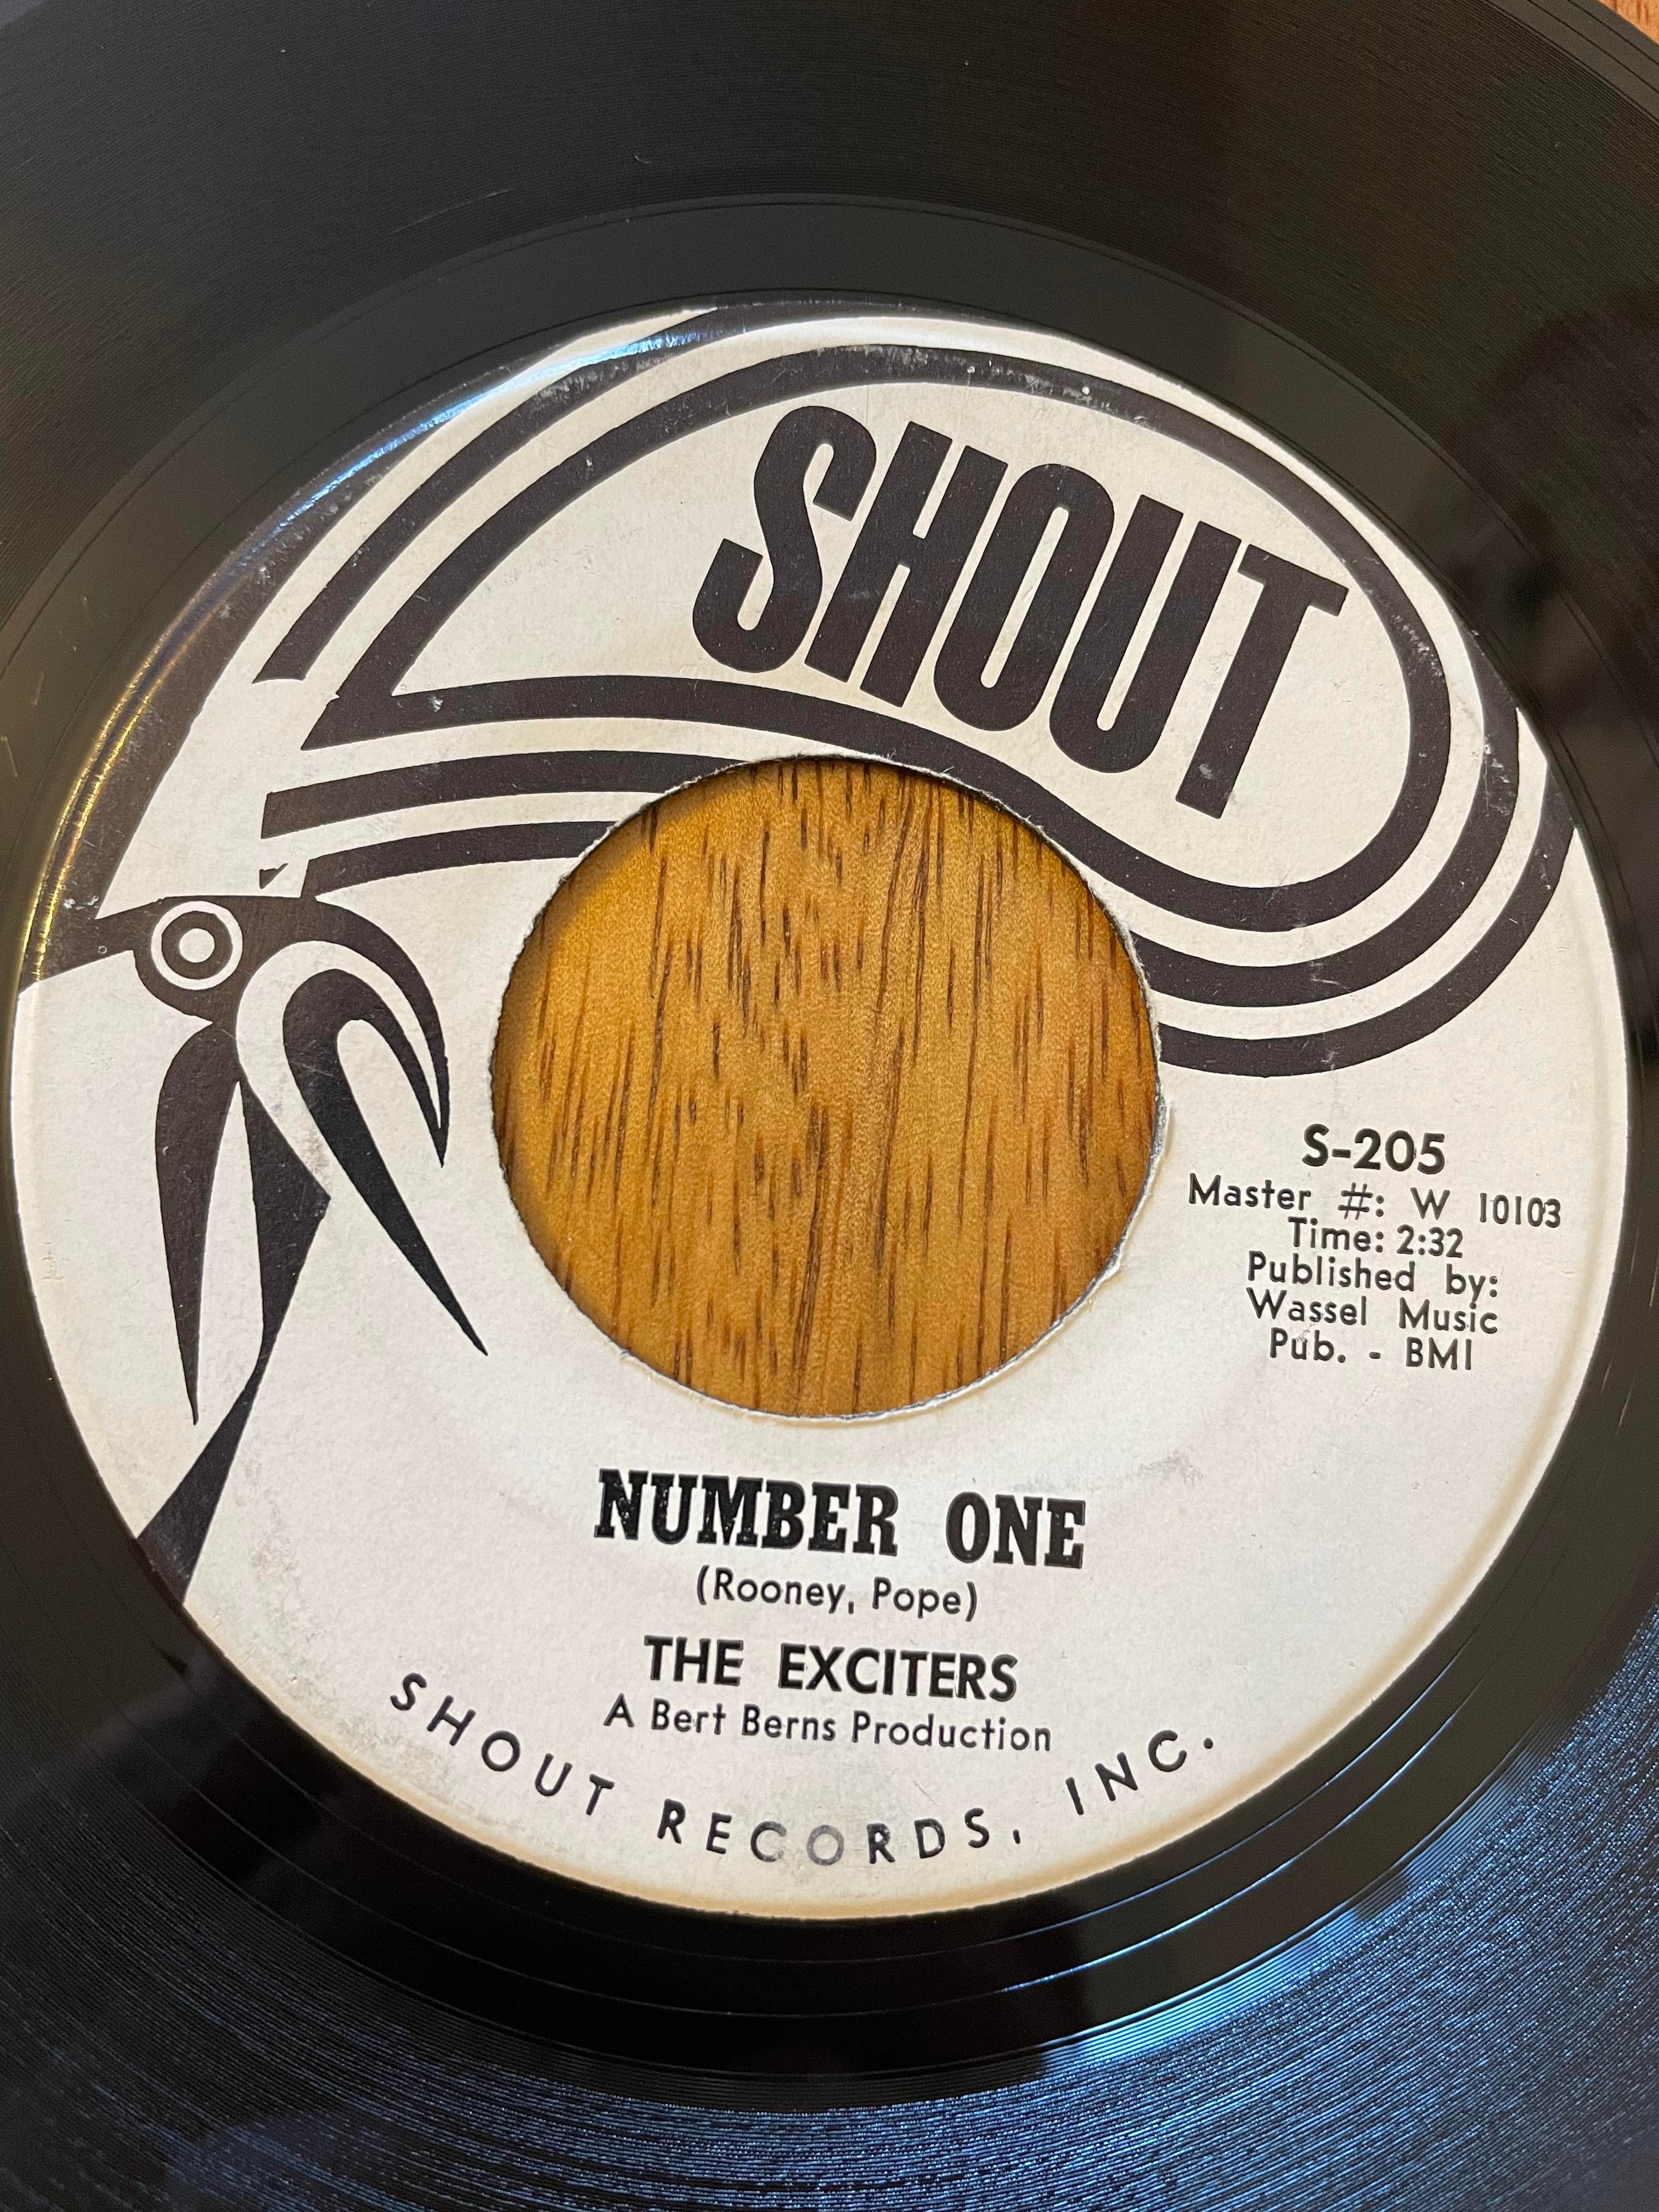 SHOUT
S-205
Master #: W 10103
Time: 2:32
Published by:
Wassel Music
Pub. - BMI
NUMBER ONE
(Rooney, Pope)
THE EXCITERS
A Bert Berns Production
SHOUT RECORDS, INC.